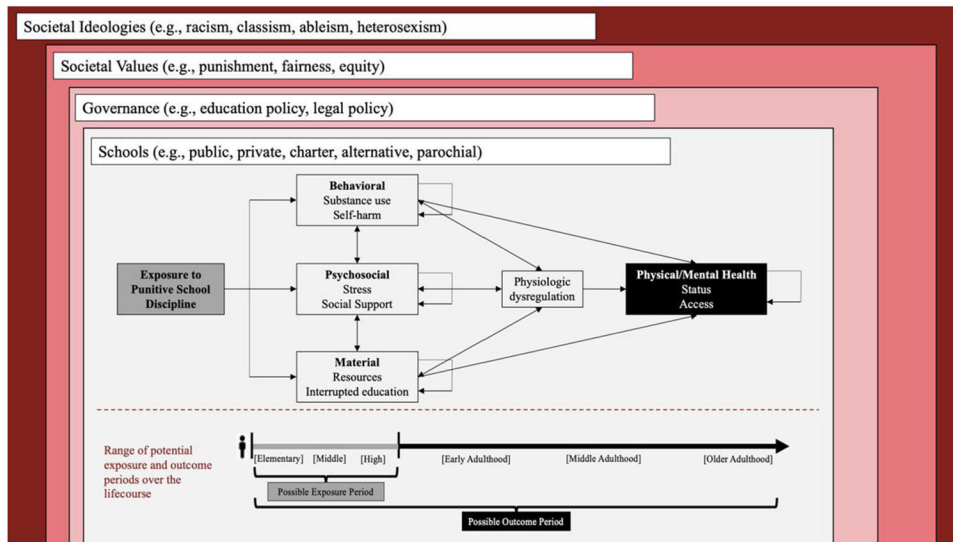 Societal Ideologies (e.g., racism, classism, ableism, heterosexism)
Societal Values (e.g., punishment, fairness, equity)
Governance (e.g., education policy, legal policy)
Schools (e.g., public, private, charter, alternative, parochial)
Behavioral
Substance use
Self-harm
Exposure to
Punitive School
Discipline
Psychosocial
Stress
Social Support
Physiologic
dysregulation
Physical/Mental Health
Status
Access
Material
Resources
Interrupted education
Range of potential
exposure and outcome
periods over the
lifecourse
[Elementary] [Middle] [High] [Early Adulthood] [Middle Adulthood] [Older Adulthood]
Possible Exposure Period
Possible Outcome Period